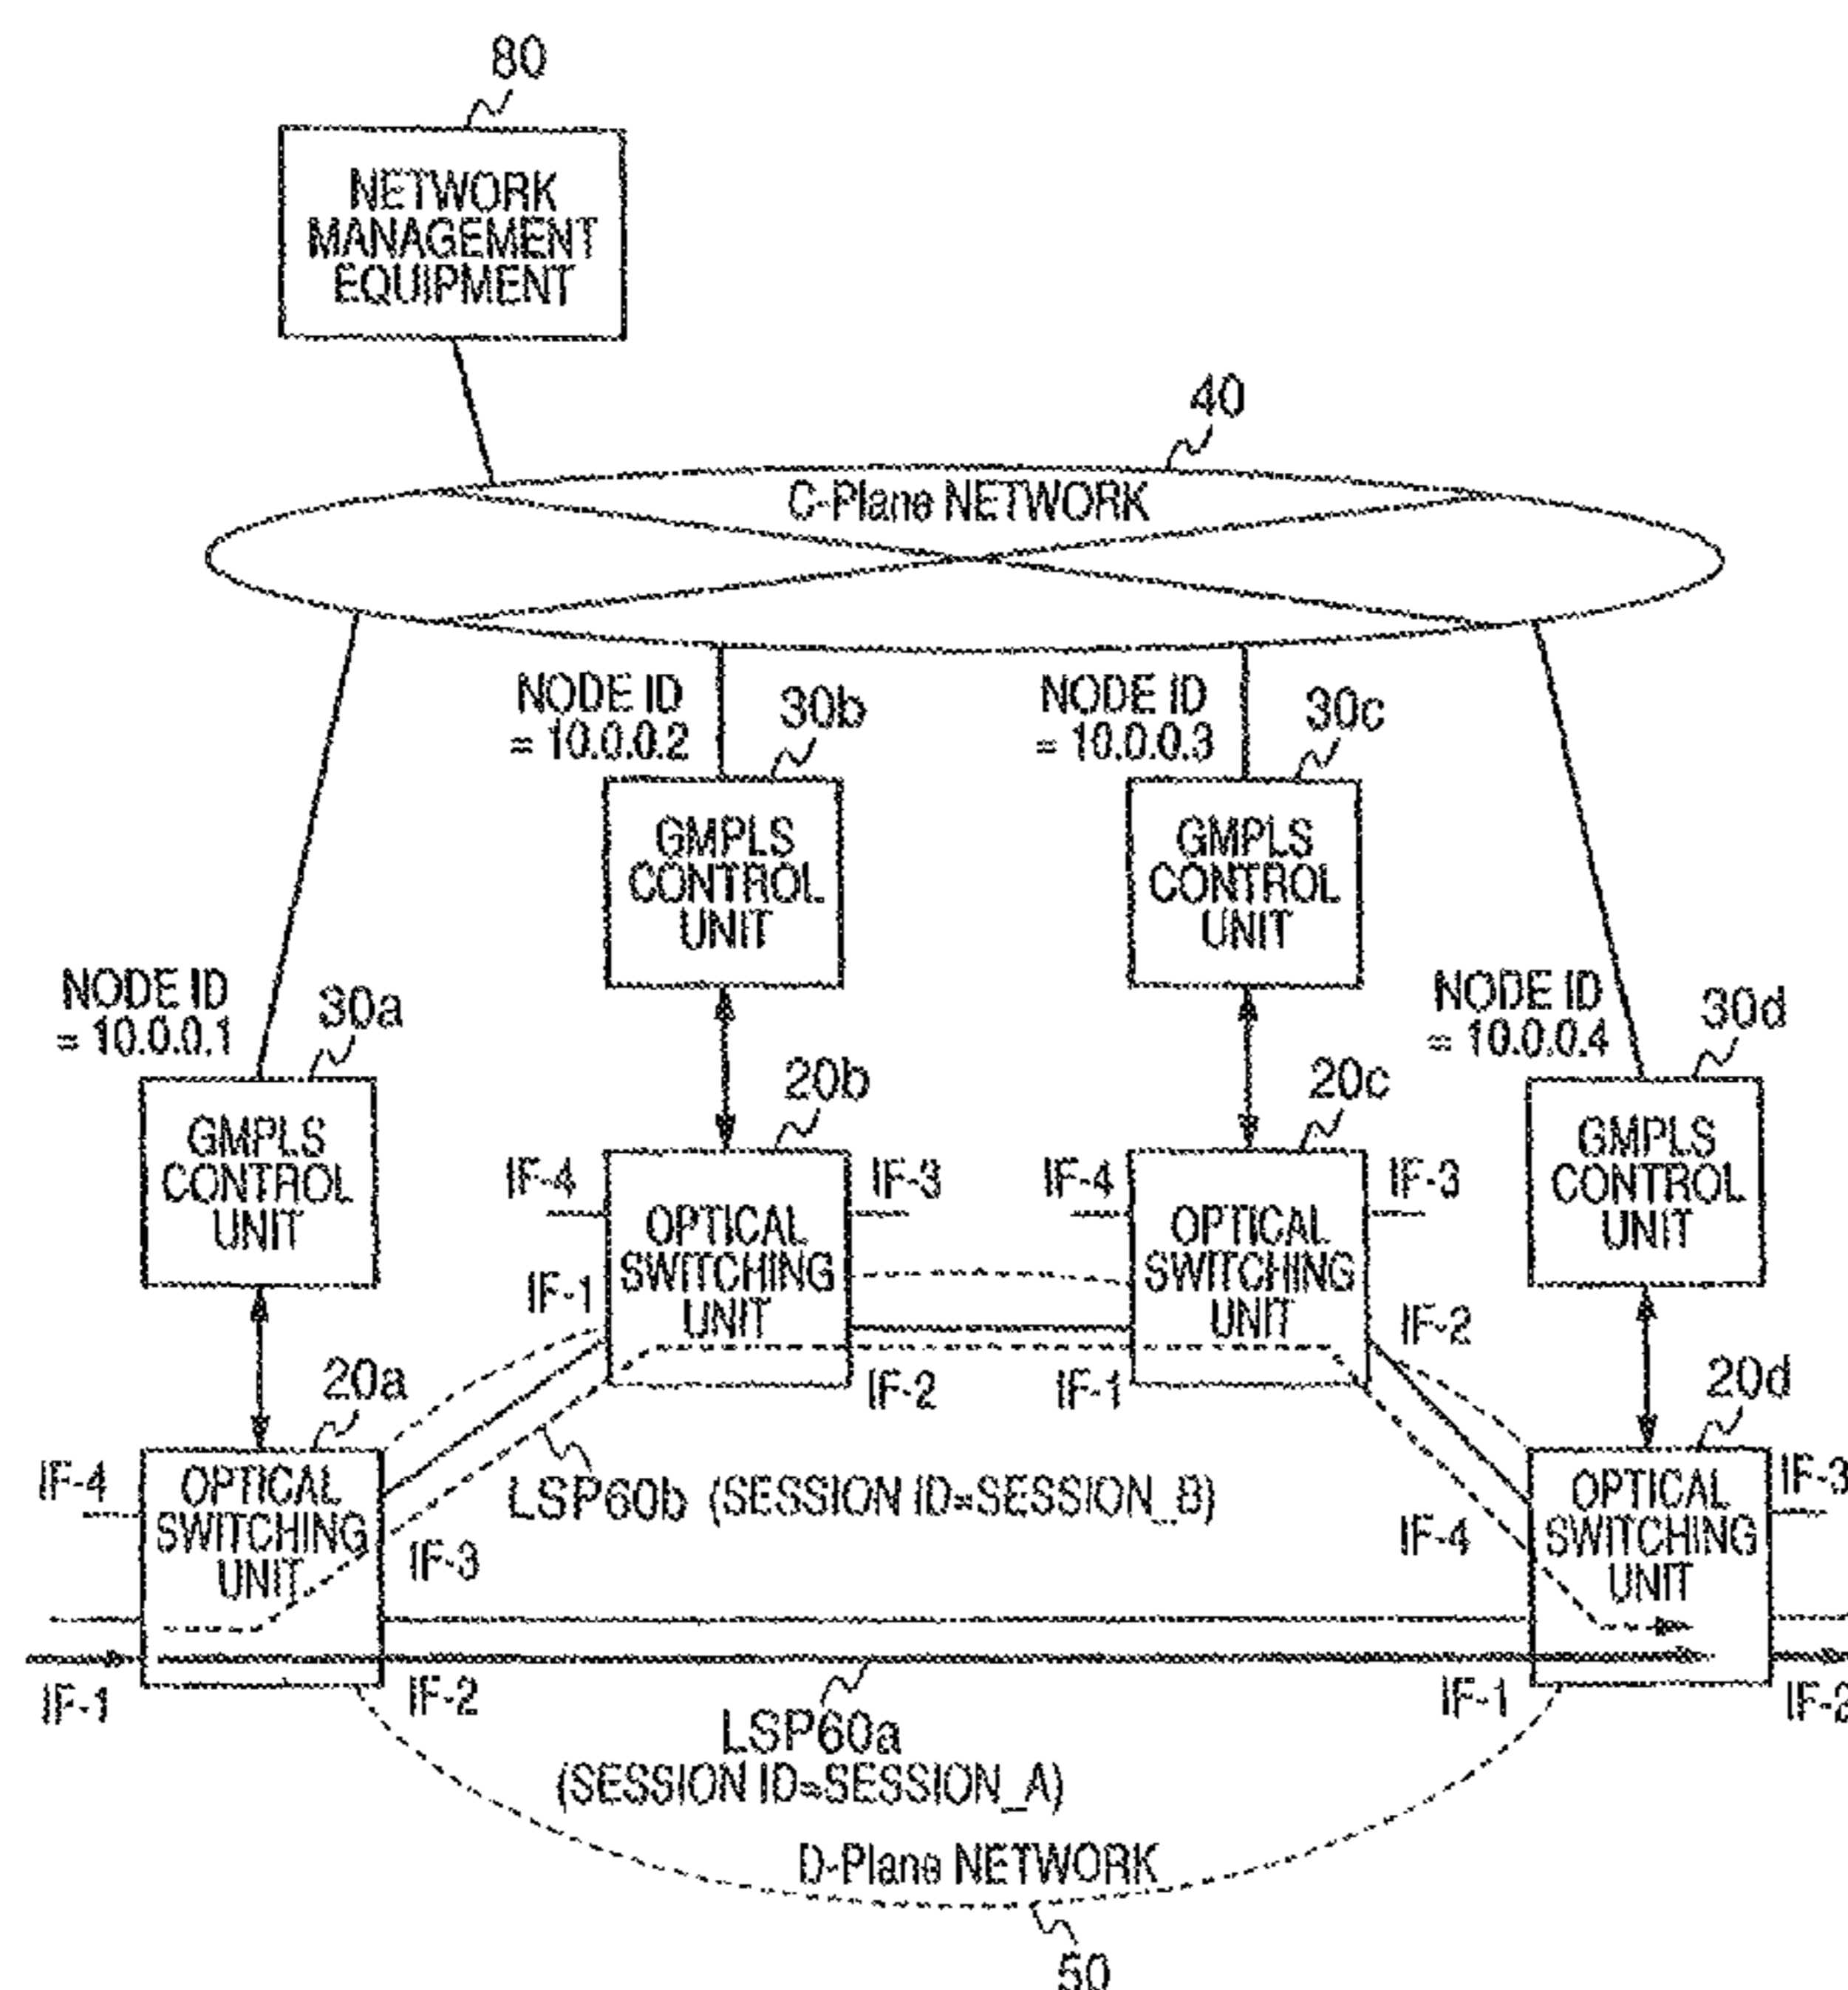 80
NETWORK
MANAGEMENT
EQUIPMENT
40
C-Plane NETWORK
NODE ID
= 10.0.0.2
30b
NODE ID
= 10.0.0.3
30c
GMPLS
CONTROL
UNIT
GMPLS
CONTROL
UNIT
NODE ID
= 10.0.0.1
30a
NODE ID
= 10.0.0.4
30d
20b
20c
GMPLS
CONTROL
UNIT
GMPLS
CONTROL
UNIT
IF-4
IF-3
IF-4
IF-3
OPTICAL
SWITCHING
UNIT
OPTICAL
SWITCHING
UNIT
IF-1
IF-2
20a
IF-2
IF-1
20d
IF-4
OPTICAL
SWITCHING
UNIT
LSP60b (SESSION ID=SESSION_B)
IF-3
IF-4
OPTICAL
SWITCHING
UNIT
IF-3
IF-1
IF-2
IF-1
IF-2
LSP60a
(SESSION ID=SESSION_A)
D-Plane NETWORK
50